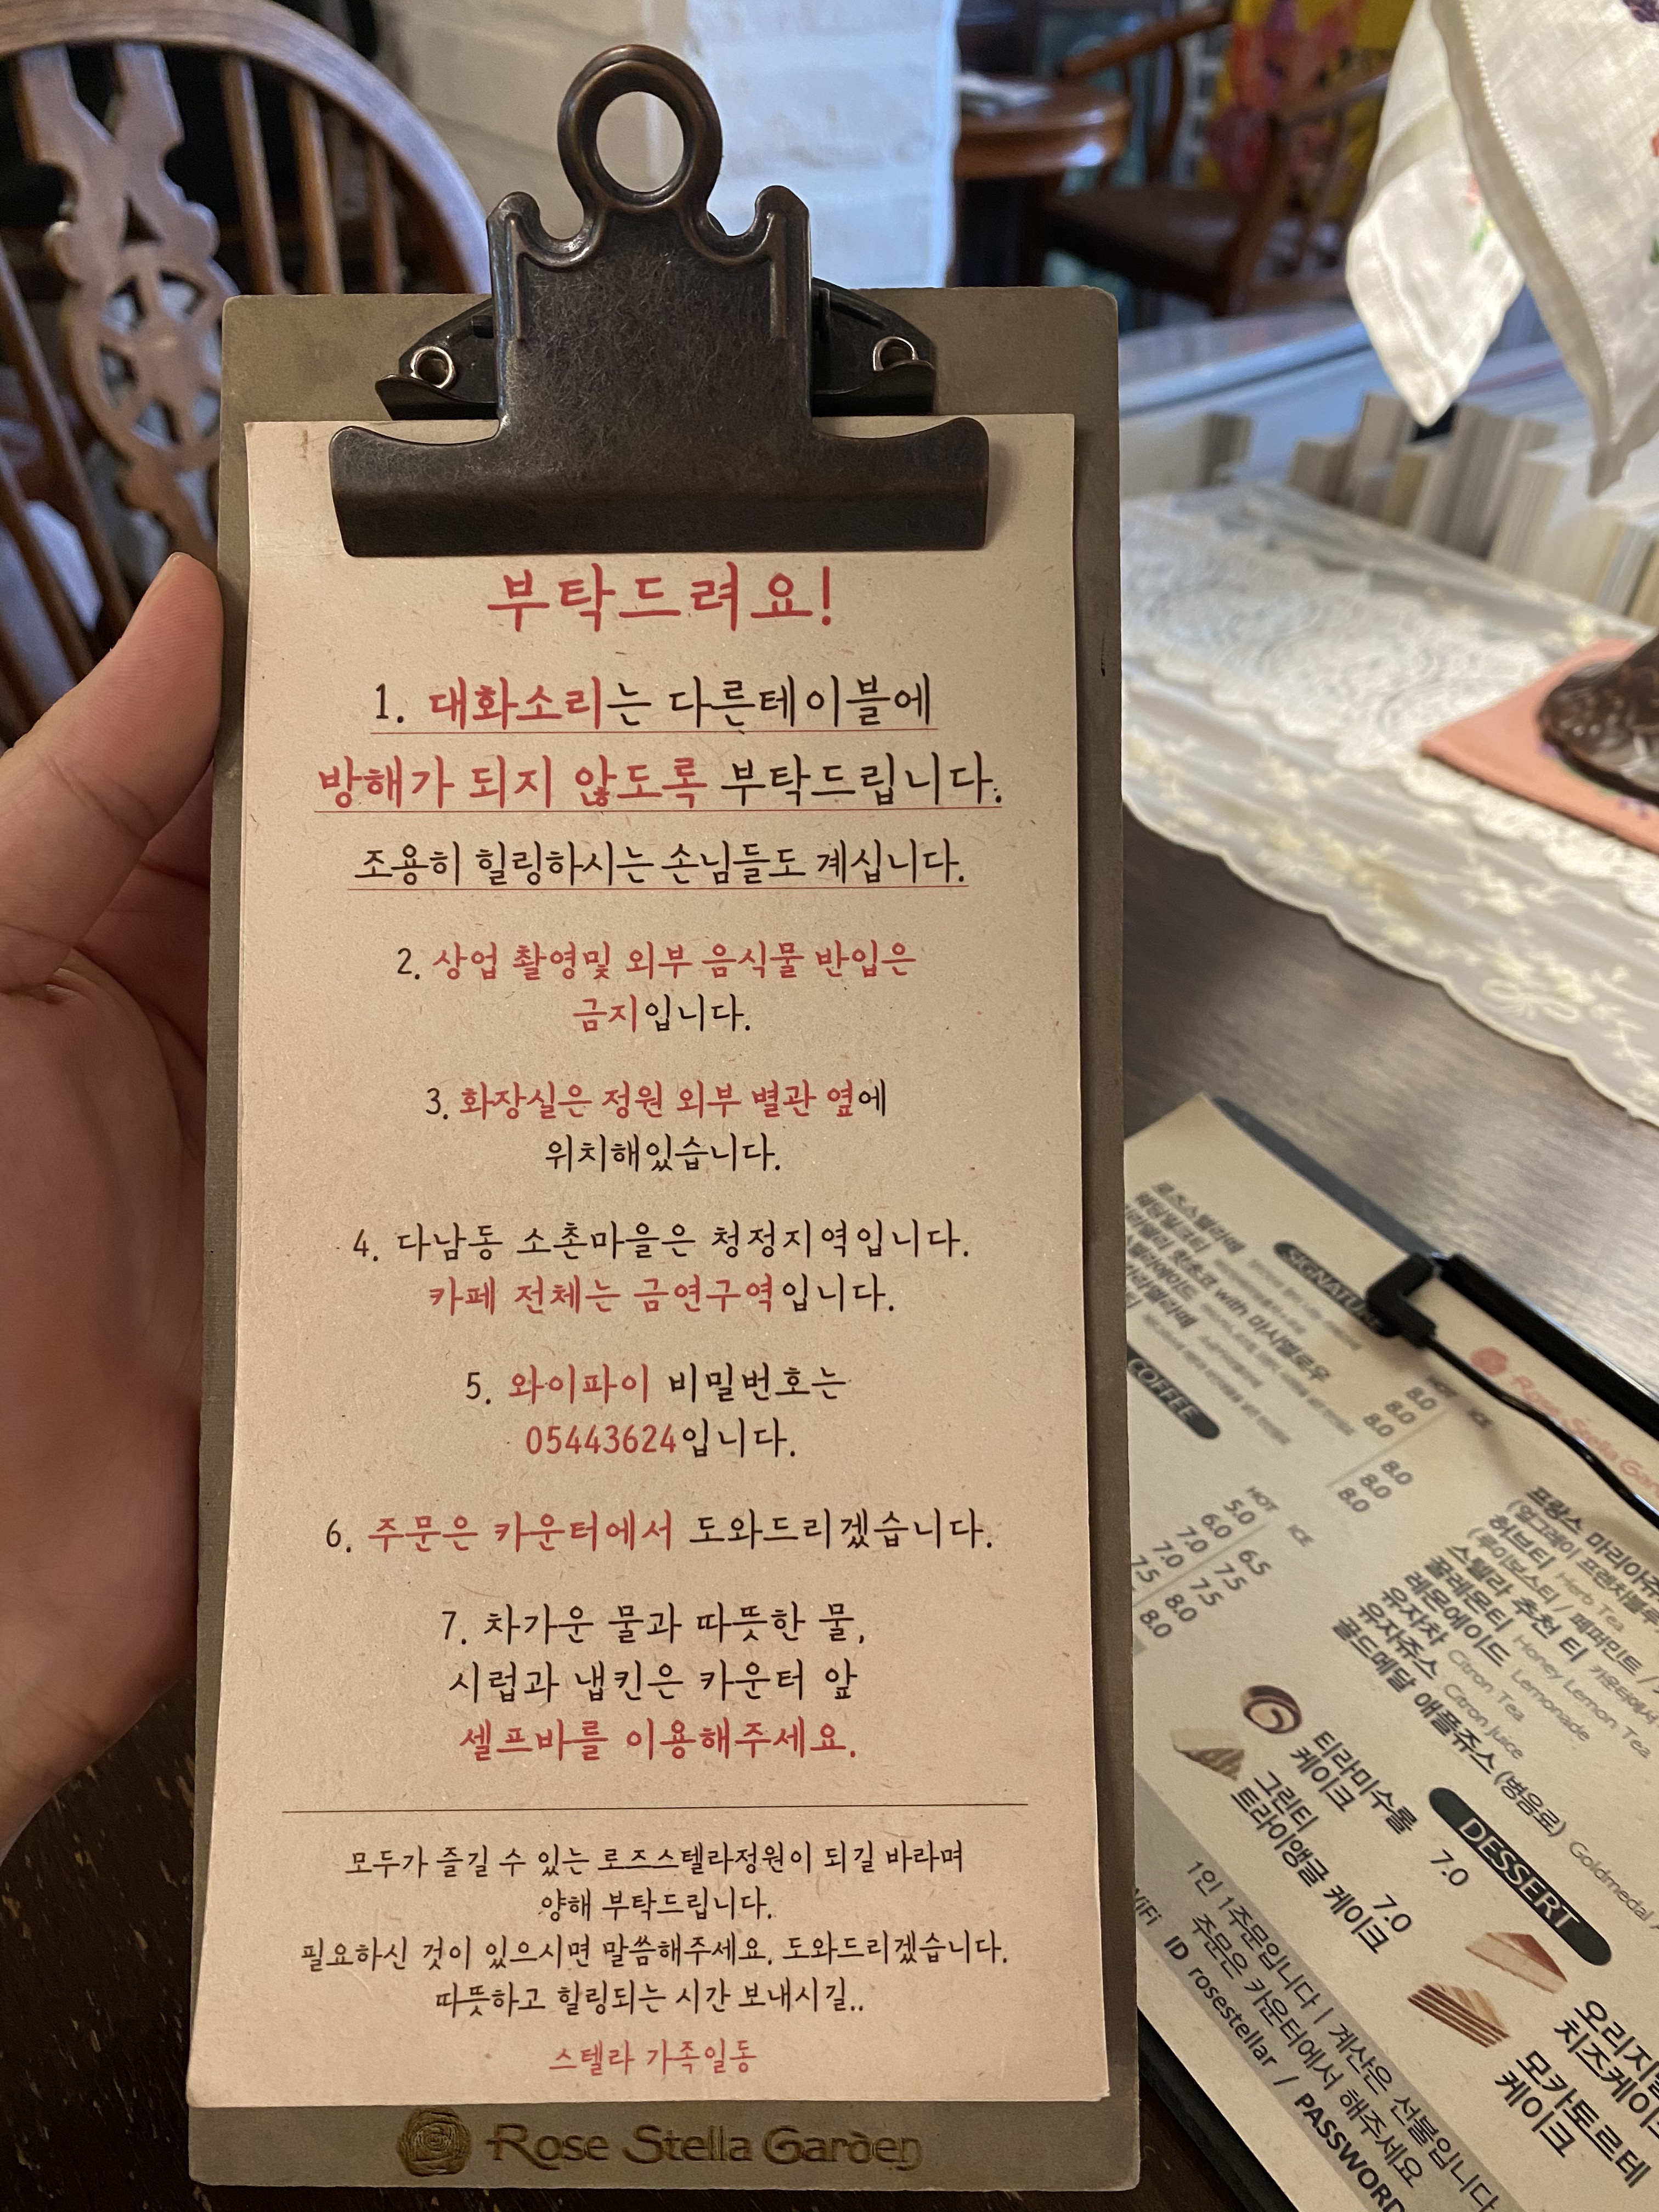 부탁드려요!
1. 대화소리는 다른테이블에
방해가 되지 않도록 부탁드립니다.
조용히 힐링하시는 손님들도 계십니다.
2. 상업 촬영및 외부 음식물 반입은
금지입니다.
3. 화장실은 정원 외부 별관 옆에
위치해있습니다.
4. 다남동 소촌마을은 청정지역입니다.
카페 전체는 금연구역입니다.
5. 와이파이 비밀번호는
05443624입니다.
6. 주문은 카운터에서 도와드리겠습니다.
7. 차가운 물과 따뜻한 물,
시럽과 냅킨은 카운터 앞
셀프바를 이용해주세요.
모두가 즐길 수 있는 로즈스텔라정원이 되길 바라며
양해 부탁드립니다.
필요하신 것이 있으시면 말씀해주세요. 도와드리겠습니다.
따뜻하고 힐링되는 시간 보내시길..
스텔라 가족일동
Rose Stella Garden
Rose Stella
SIGNATURE
with 마시멜로우
HOT ICE
8.0
8.0
8.0
8.0
8.0
8.0
COFFEE
HOT ICE
5.0
6.0 6.5
7.0 7.5
7.0 7.5
7.5 8.0
8.0
프랑스
허브티 Herb Tea
스텔라 추천 티
꿀레몬티 Honey Lemon Tea
레몬에이드 Lemonade
유자차 Citron Tea
유자쥬스 Citron Juice
골드메달 애플쥬스 (병음료) Goldmedal
DESSERT
티라미수롤
케이크 7.0
그린티
트라이앵글 케이크 7.0
모카토르테
케이크
1인 1주문입니다 | 계산은 선불입니다
주문은 카운터에서 해주세요
WiFi ID rosestellar / PASSWORD